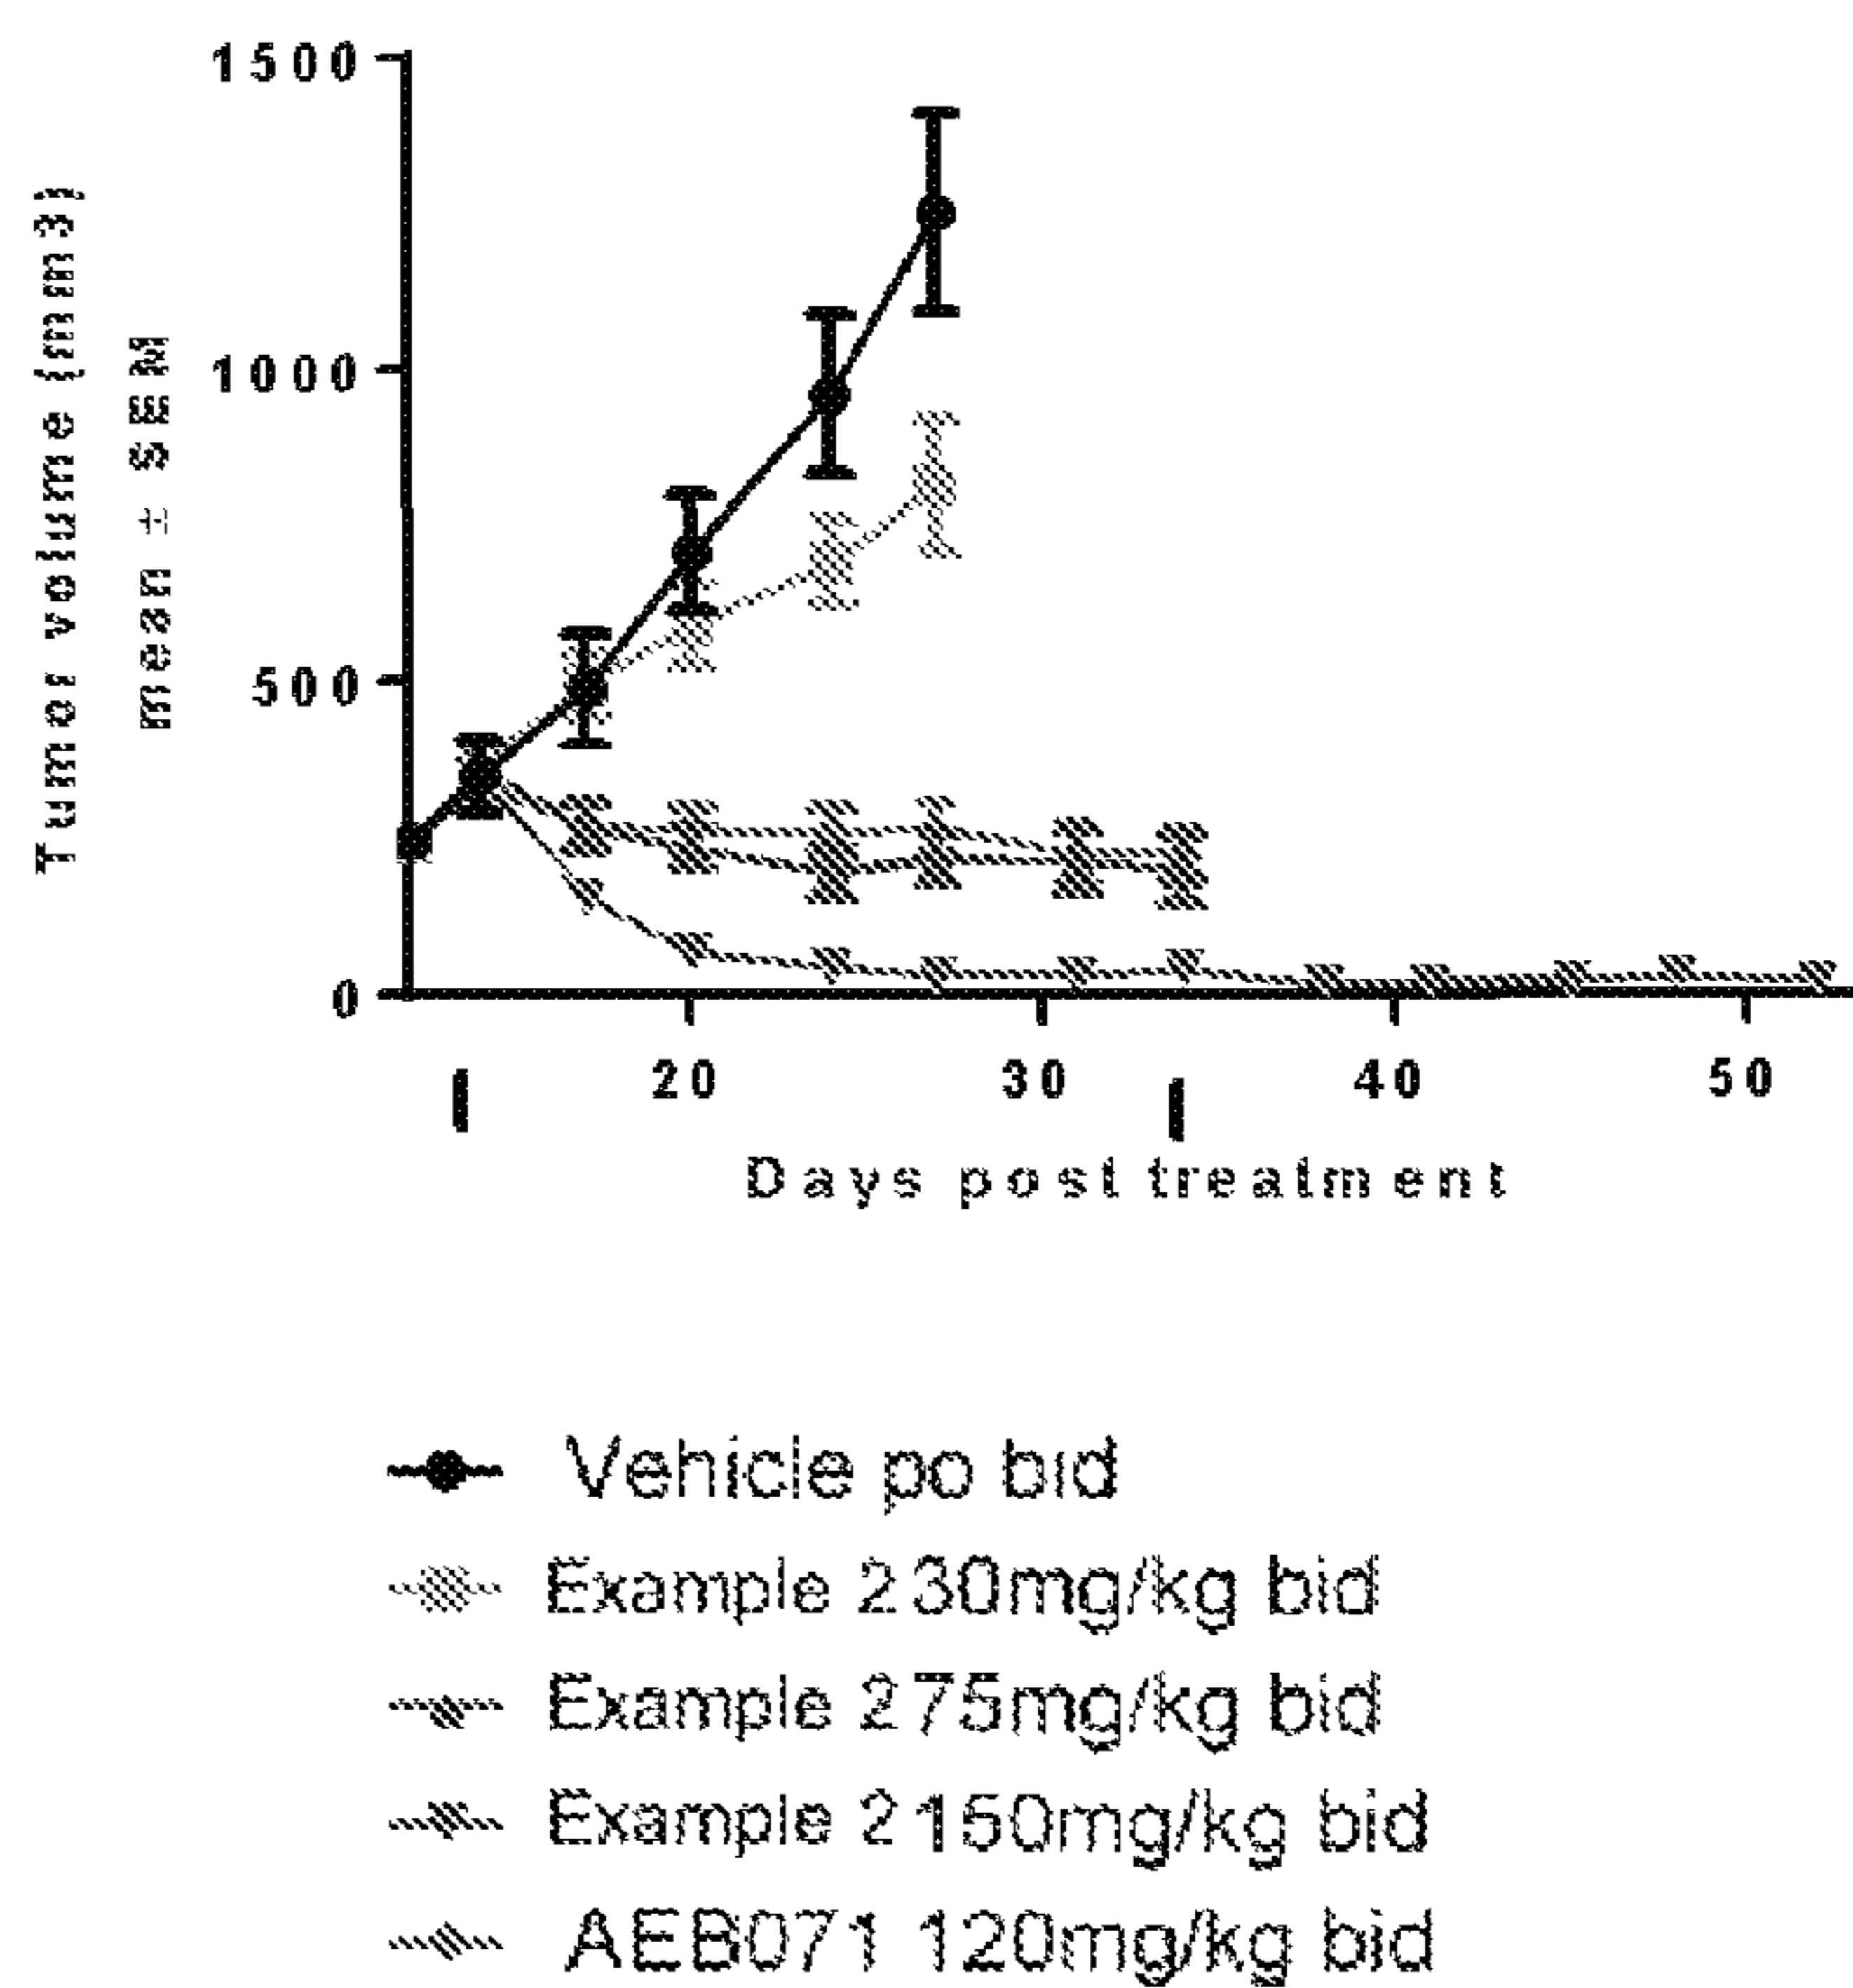 Tumor volume (mm3)
mean ± SEM
1500
1000
500
0
20 30 40 50
Days post treatment
Vehicle po bid
Example 2 30mg/kg bid
Example 2 75mg/kg bid
Example 2 150mg/kg bid
AEB071 120mg/kg bid